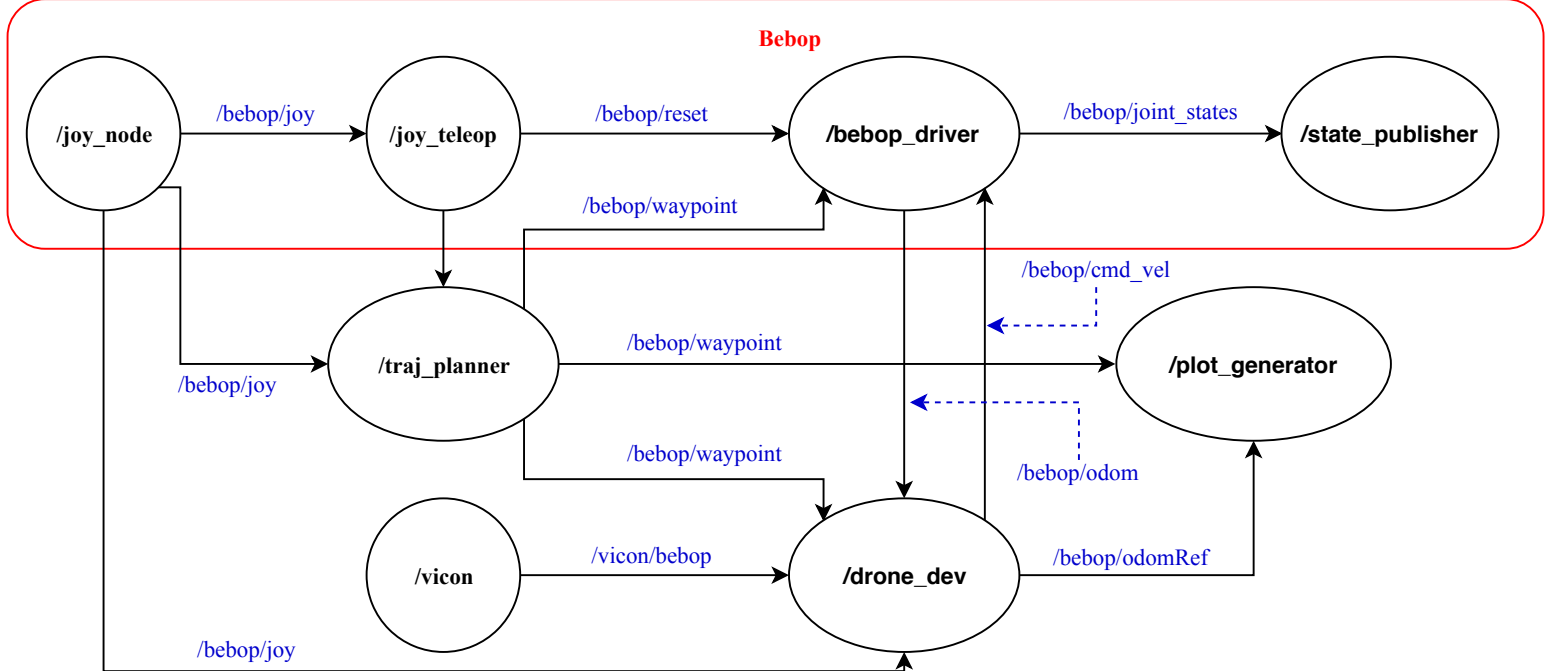 Bebop
/joy_node
/bebop/joy
/joy_teleop
/bebop/reset
/bebop_driver
/bebop/joint_states
/state_publisher
/bebop/waypoint
/bebop/cmd_vel
/bebop/joy
/traj_planner
/bebop/waypoint
/plot_generator
/bebop/waypoint
/bebop/odom
/vicon
/vicon/bebop
/drone_dev
/bebop/odomRef
/bebop/joy